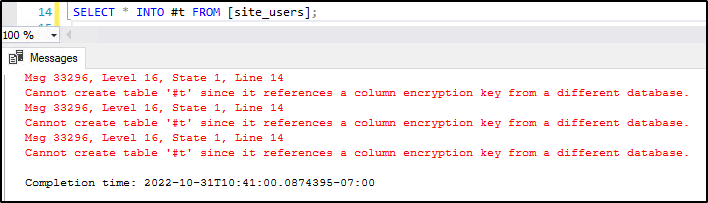 14 SELECT * INTO #t FROM [site_users];
100 %
Messages
Msg 33296, Level 16, State 1, Line 14
Cannot create table '#t' since it references a column encryption key from a different database.
Msg 33296, Level 16, State 1, Line 14
Cannot create table '#t' since it references a column encryption key from a different database.
Msg 33296, Level 16, State 1, Line 14
Cannot create table '#t' since it references a column encryption key from a different database.
Completion time: 2022-10-31T10:41:00.0874395-07:00